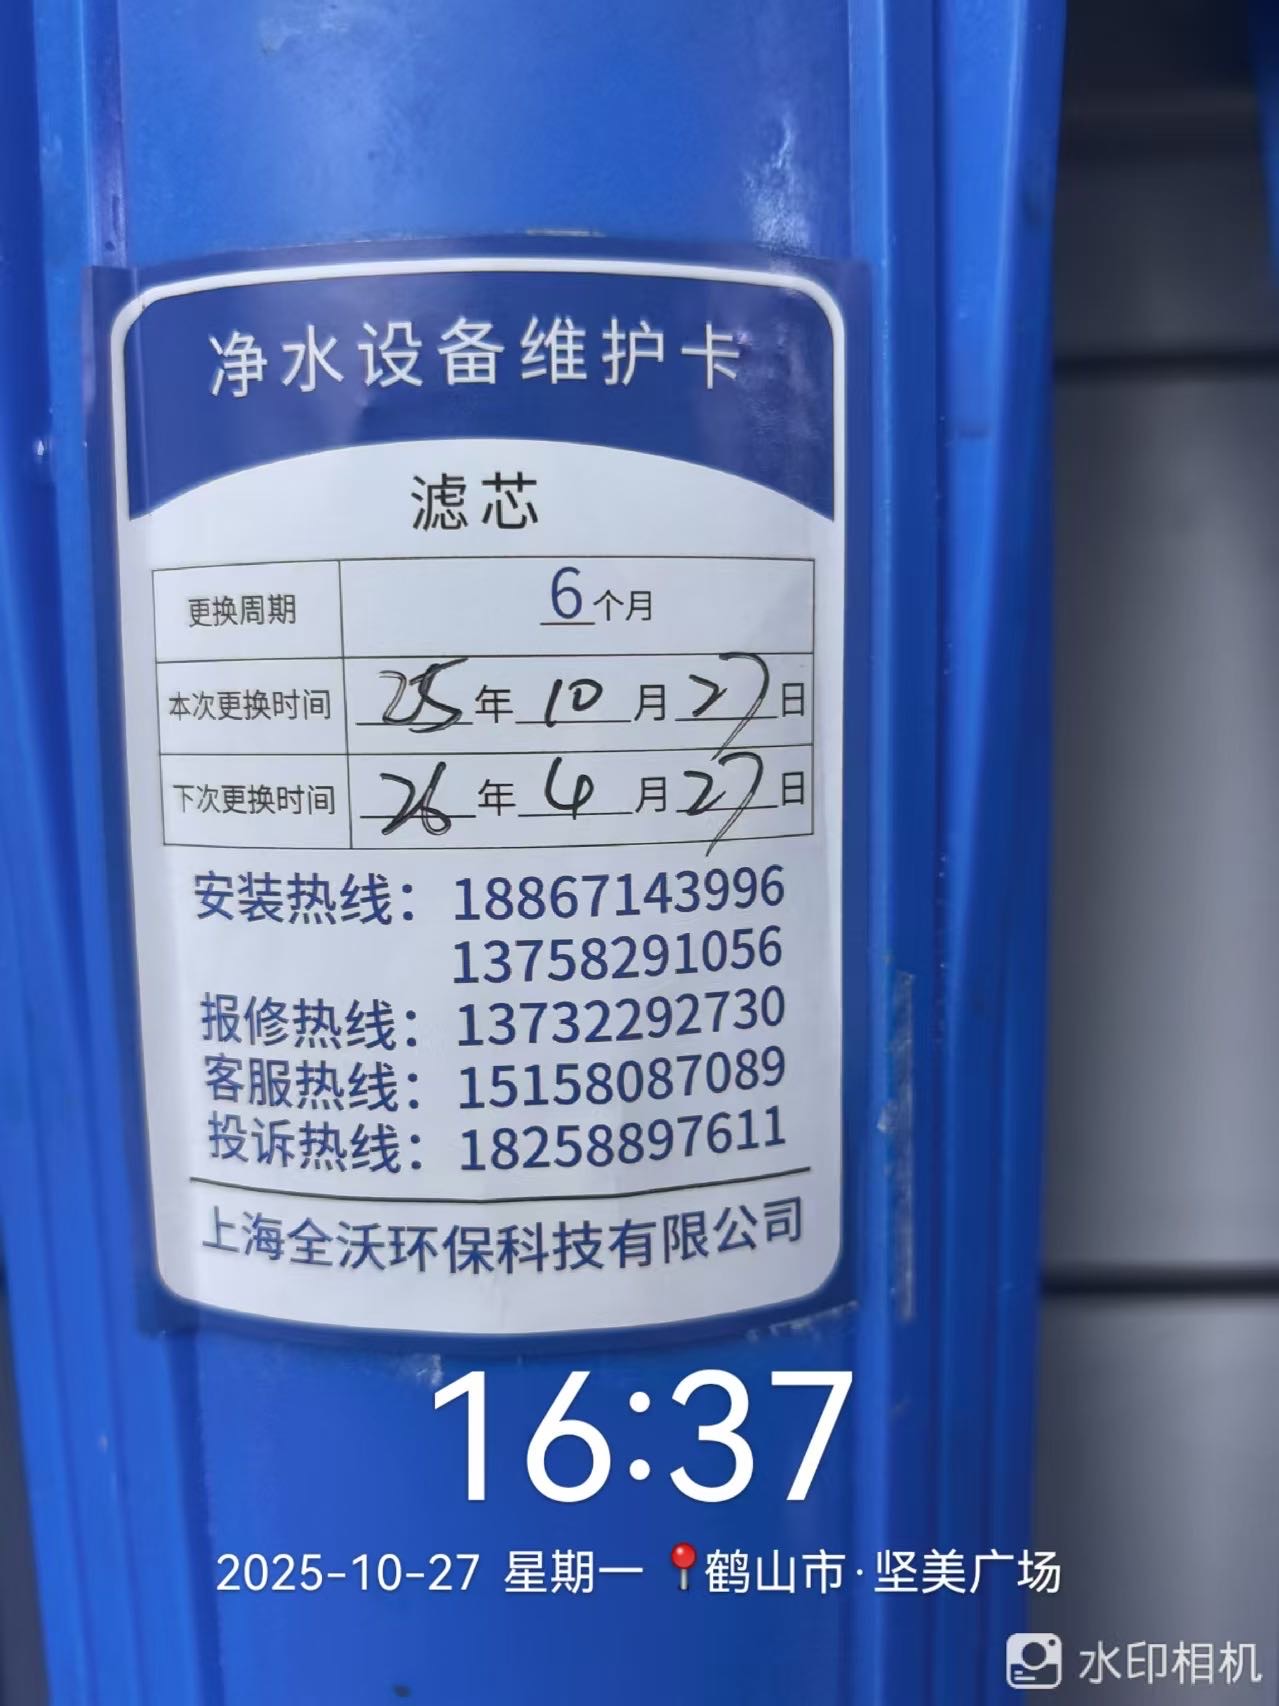 净水设备维护卡
滤芯
更换周期 6个月
本次更换时间 25年10月27日
下次更换时间 26年4月27日
安装热线：18867143996
13758291056
报修热线：13732292730
客服热线：15158087089
投诉热线：18258897611
上海全沃环保科技有限公司
16:37
2025-10-27 星期一 鹤山市·坚美广场
水印相机